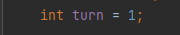 int turn = 1;